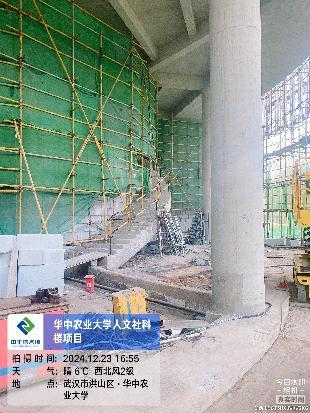 华中农业大学人文社科
楼项目
拍摄时间：2024.12.23 16:55
天气：晴 6℃ 西北风2级
地点：武汉市洪山区·华中农
业大学
今日水印
-相机-
真实时间